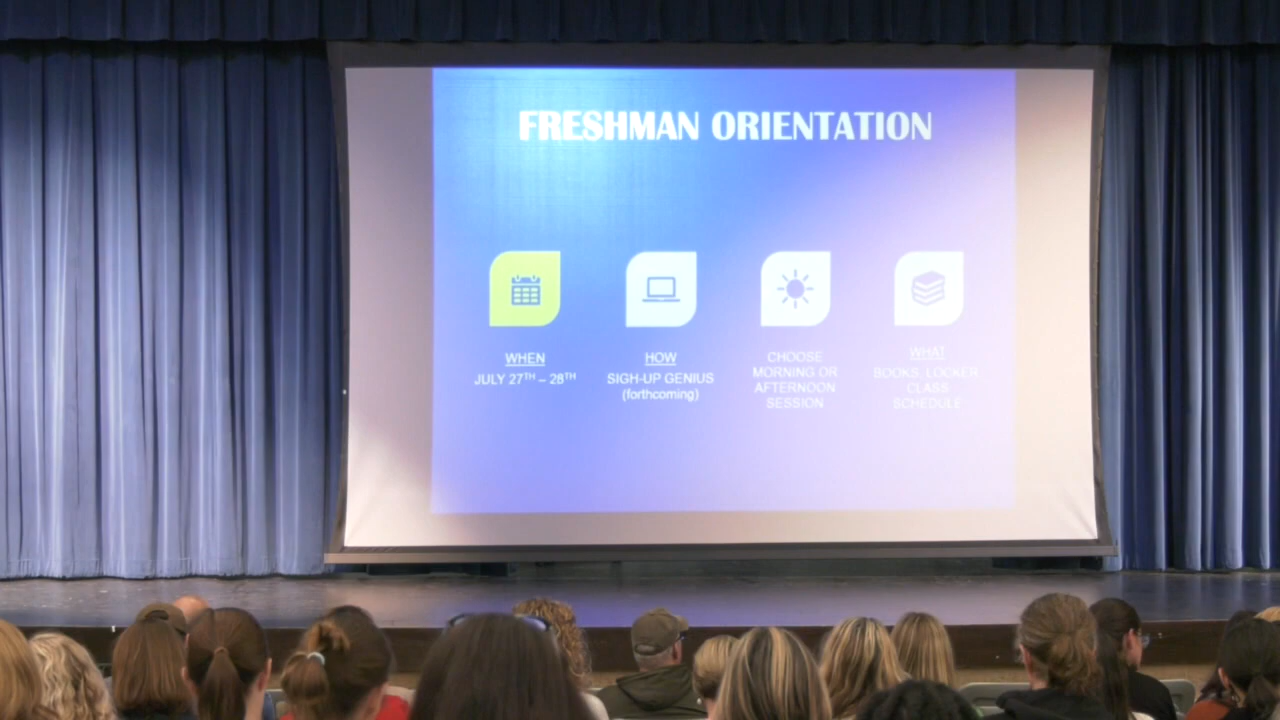 FRESHMAN ORIENTATION
WHEN
JULY 27TH – 28TH
HOW
SIGH-UP GENIUS
(forthcoming)
CHOOSE
MORNING OR
AFTERNOON
SESSION
WHAT
BOOKS, LOCKER
CLASS
SCHEDULE